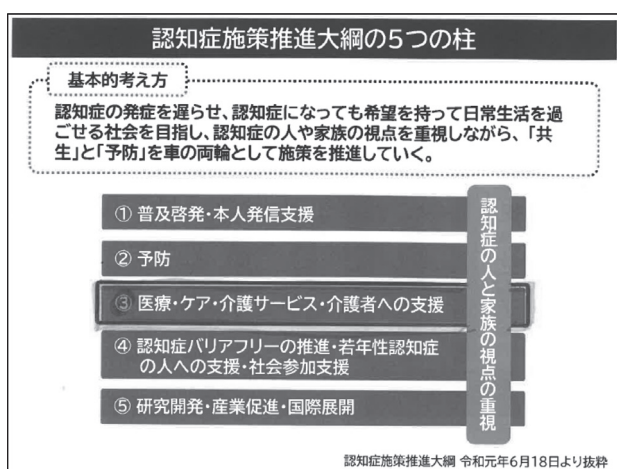 認知症施策推進大綱の5つの柱
基本的考え方
認知症の発症を遅らせ、認知症になっても希望を持って日常生活を過
ごせる社会を目指し、認知症の人や家族の視点を重視しながら、「共
生」と「予防」を車の両輪として施策を推進していく。
① 普及啓発・本人発信支援
② 予防
③ 医療・ケア・介護サービス・介護者への支援
④ 認知症バリアフリーの推進・若年性認知症
の人への支援・社会参加支援
⑤ 研究開発・産業促進・国際展開
認知症の人と家族の視点の重視
認知症施策推進大綱 令和元年6月18日より抜粋